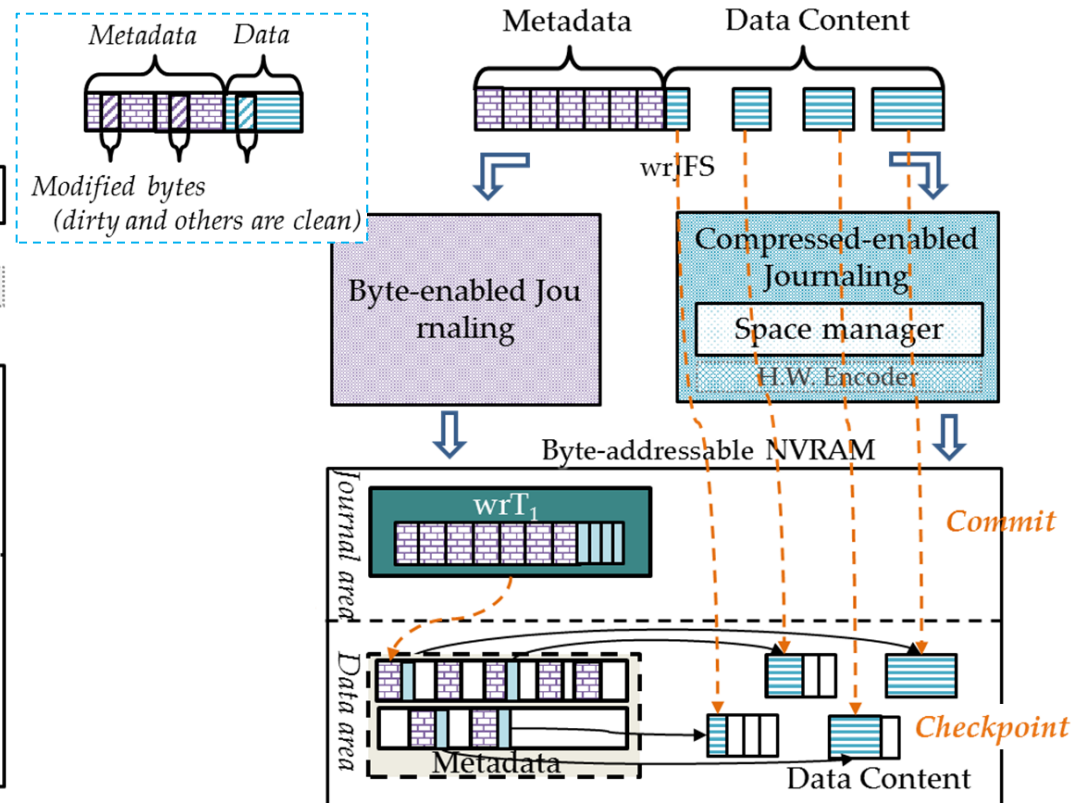 Metadata
Data
Modified bytes
(dirty and others are clean)
Metadata
Data Content
wrJFS
Byte-enabled Jou
rnaling
Compressed-enabled
Journaling
Space manager
H.W. Encoder
Byte-addressable NVRAM
Journal area
wrT1
Commit
Data area
Metadata
Checkpoint
Data Content